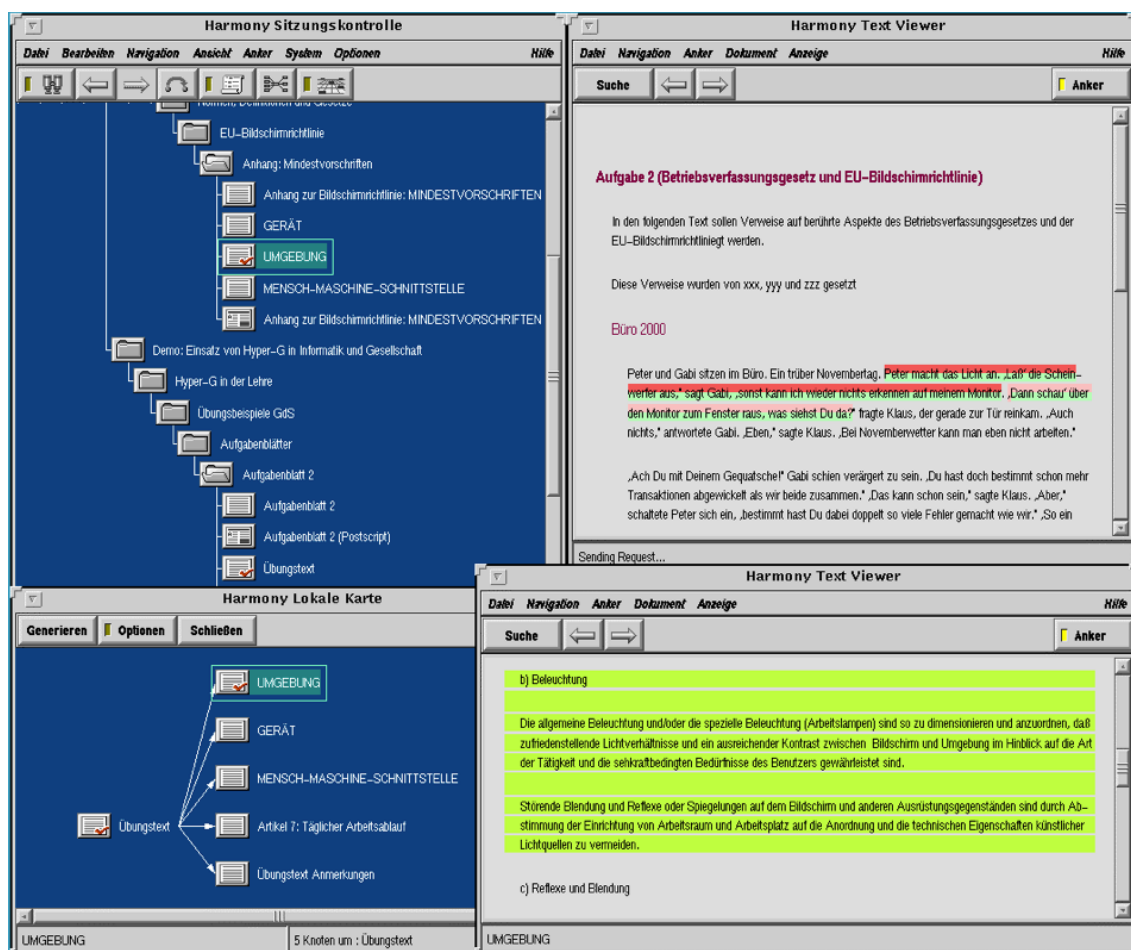 Harmony Sitzungskontrolle
Datei Bearbeiten Navigation Ansicht Anker System Optionen Hilfe
Normen, Definitionen und Gesetze
EU-Bildschirmrichtlinie
Anhang: Mindestvorschriften
Anhang zur Bildschirmrichtlinie: MINDESTVORSCHRIFTEN
GERÄT
UMGEBUNG
MENSCH-MASCHINE-SCHNITTSTELLE
Anhang zur Bildschirmrichtlinie: MINDESTVORSCHRIFTEN
Demo: Einsatz von Hyper-G in Informatik und Gesellschaft
Hyper-G in der Lehre
Übungsbeispiele GdS
Aufgabenblätter
Aufgabenblatt 2
Aufgabenblatt 2
Aufgabenblatt 2 (Postscript)
Übungstext
Harmony Text Viewer
Datei Navigation Anker Dokument Anzeige Hilfe
Suche Anker
Aufgabe 2 (Betriebsverfassungsgesetz und EU-Bildschirmrichtlinie)
In den folgenden Text sollen Verweise auf berührte Aspekte des Betriebsverfassungsgesetzes und der
EU-Bildschirmrichtliniegt werden.
Diese Verweise wurden von xxx, yyy und zzz gesetzt
Büro 2000
Peter und Gabi sitzen im Büro. Ein trüber Novembertag. Peter macht das Licht an. „Laß' die Schein-
werfer aus," sagt Gabi, „sonst kann ich wieder nichts erkennen auf meinem Monitor. „Dann schau' über
den Monitor zum Fenster raus, was siehst Du da?" fragte Klaus, der gerade zur Tür reinkam. „Auch
nichts," antwortete Gabi. „Eben," sagte Klaus. „Bei Novemberwetter kann man eben nicht arbeiten."
„Ach Du mit Deinem Gequatsche!" Gabi schien verärgert zu sein. „Du hast doch bestimmt schon mehr
Transaktionen abgewickelt als wir beide zusammen." „Das kann schon sein," sagte Klaus. „Aber,"
schaltete Peter sich ein, „bestimmt hast Du dabei doppelt so viele Fehler gemacht wie wir." „So ein
Sending Request...
Harmony Lokale Karte
Generieren Optionen Schließen
UMGEBUNG
GERÄT
MENSCH-MASCHINE-SCHNITTSTELLE
Übungstext
Artikel 7: Täglicher Arbeitsablauf
Übungstext Anmerkungen
UMGEBUNG 5 Knoten um : Übungstext
Harmony Text Viewer
Datei Navigation Anker Dokument Anzeige Hilfe
Suche Anker
b) Beleuchtung
Die allgemeine Beleuchtung und/oder die spezielle Beleuchtung (Arbeitslampen) sind so zu dimensionieren und anzuordnen, daß
zufriedenstellende Lichtverhältnisse und ein ausreichender Kontrast zwischen Bildschirm und Umgebung im Hinblick auf die Art
der Tätigkeit und die sehkraftbedingten Bedürfnisse des Benutzers gewährleistet sind.
Störende Blendung und Reflexe oder Spiegelungen auf dem Bildschirm und anderen Ausrüstungsgegenständen sind durch Ab-
stimmung der Einrichtung von Arbeitsraum und Arbeitsplatz auf die Anordnung und die technischen Eigenschaften künstlicher
Lichtquellen zu vermeiden.
c) Reflexe und Blendung
UMGEBUNG